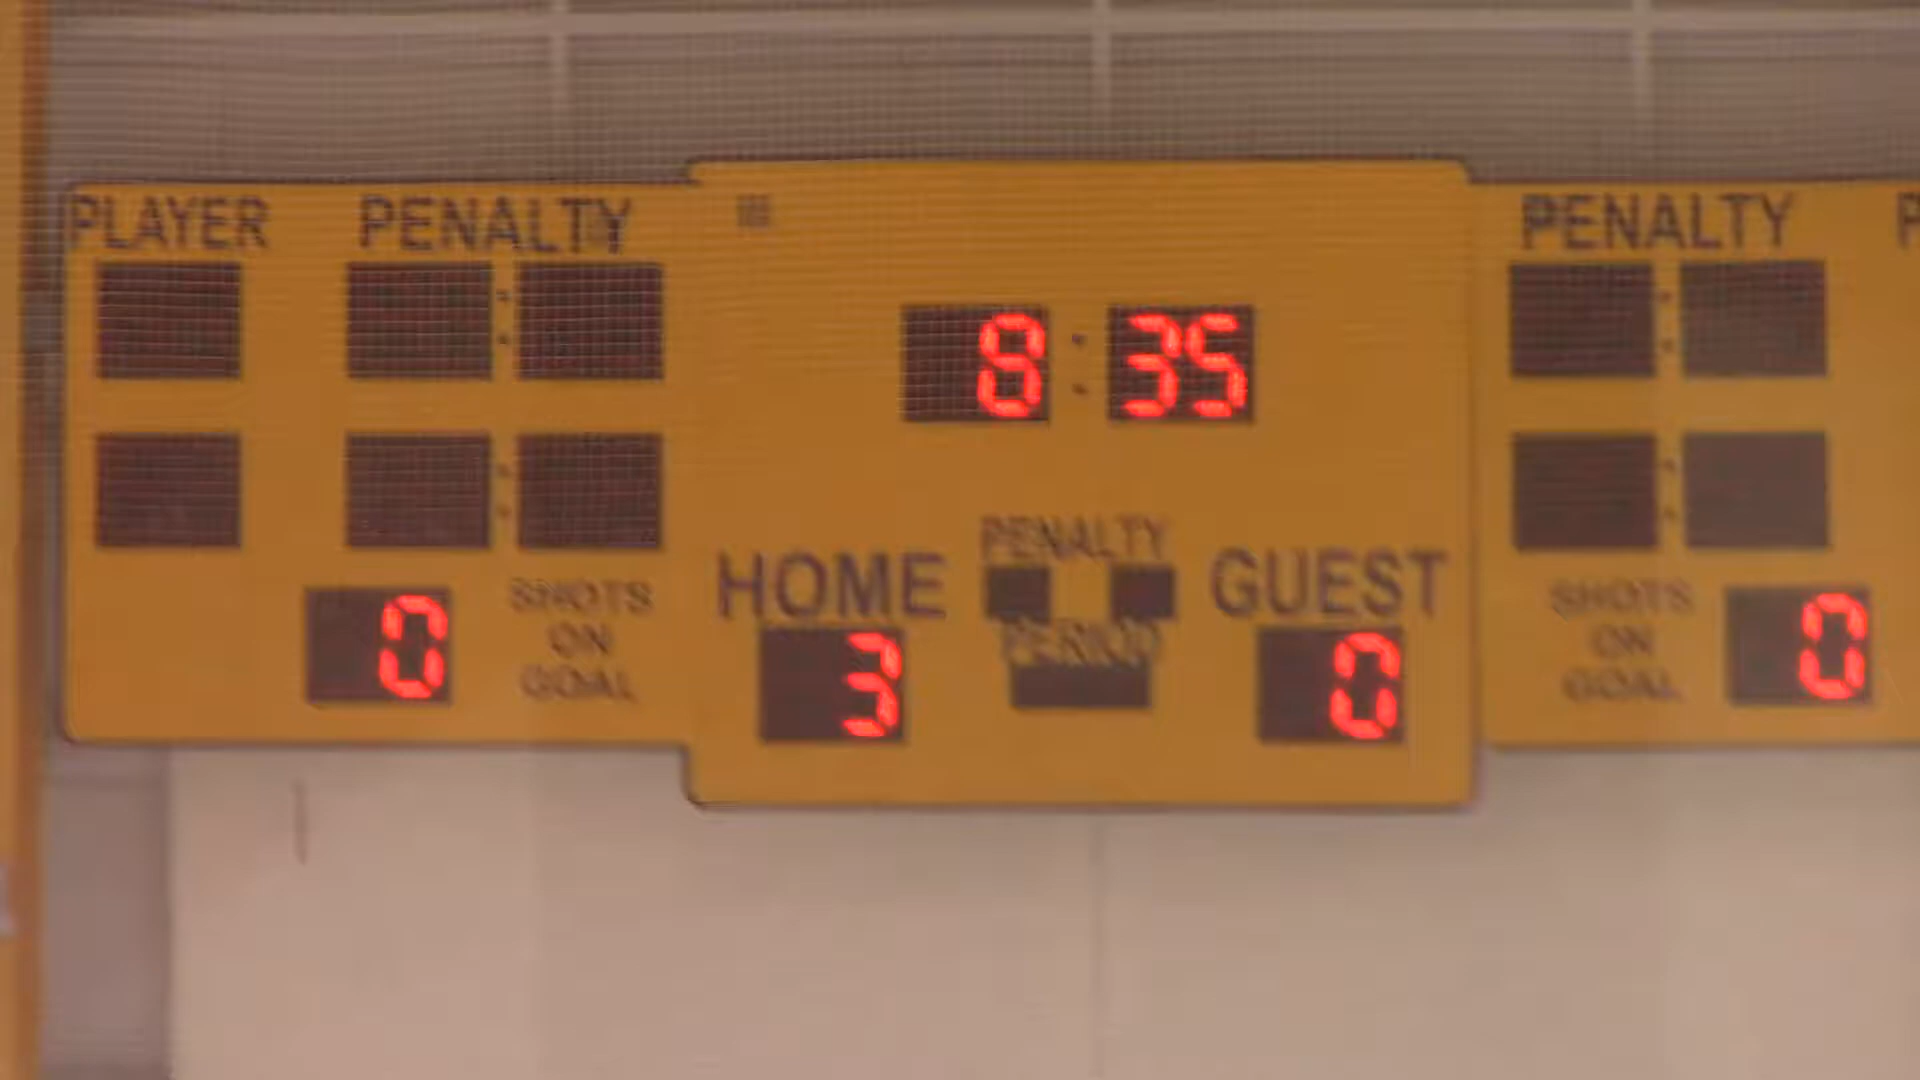 PLAYER PENALTY
8:35
PENALTY
PENALTY
HOME
GUEST
PERIOD
3
0
0
SHOTS
ON
GOAL
SHOTS
ON
GOAL
0